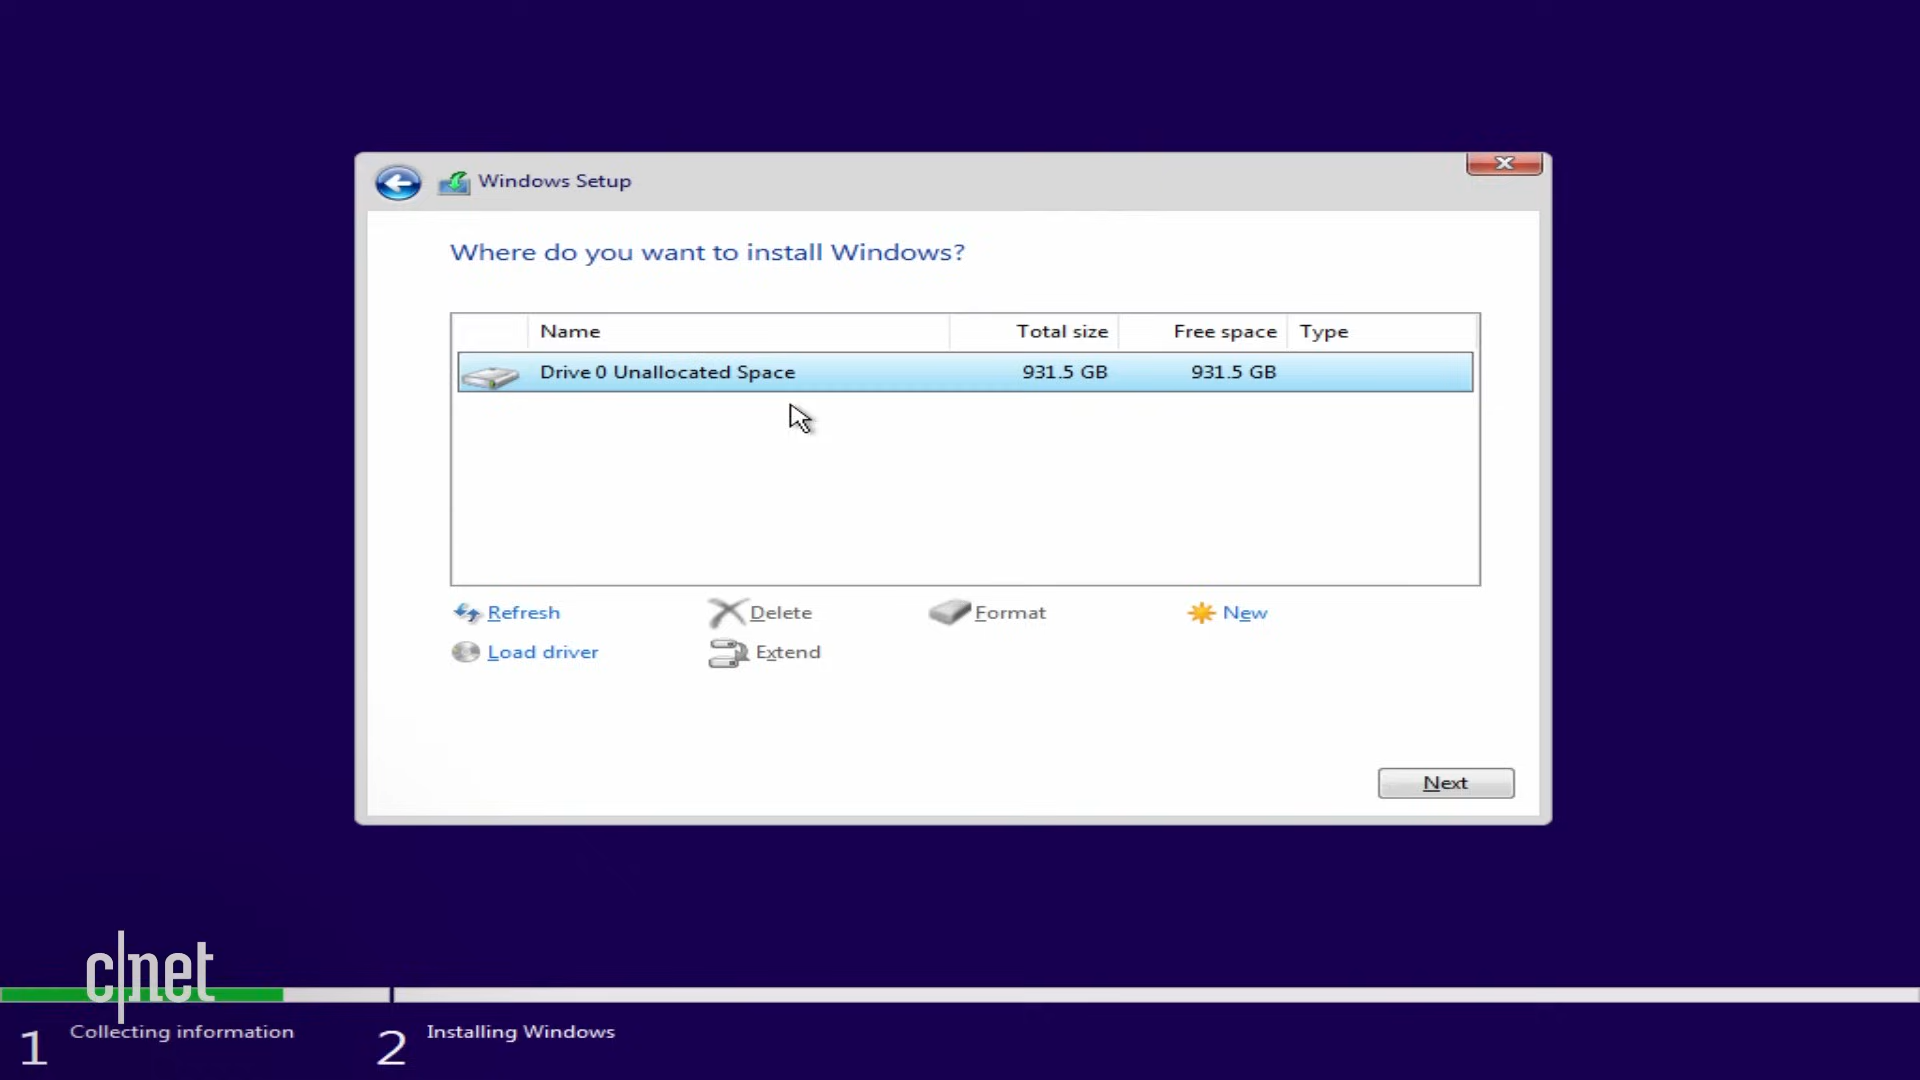 Windows Setup
Where do you want to install Windows?
Name Total size Free space Type
Drive 0 Unallocated Space 931.5 GB 931.5 GB
Refresh Delete Format New
Load driver Extend
Next
c|net
1 Collecting information 2 Installing Windows